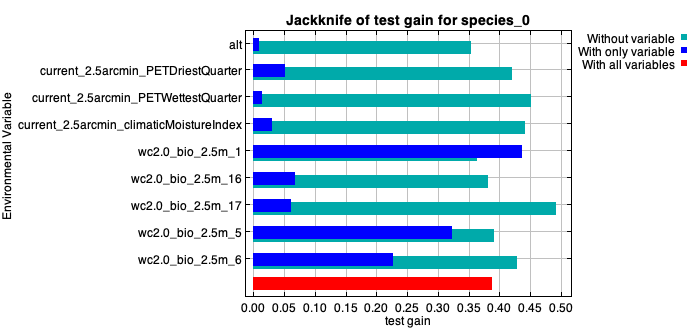 Jackknife of test gain for species_0
Without variable
With only variable
With all variables
Environmental Variable
alt
current_2.5arcmin_PETDriestQuarter
current_2.5arcmin_PETWettestQuarter
current_2.5arcmin_climaticMoistureIndex
wc2.0_bio_2.5m_1
wc2.0_bio_2.5m_16
wc2.0_bio_2.5m_17
wc2.0_bio_2.5m_5
wc2.0_bio_2.5m_6
0.00 0.05 0.10 0.15 0.20 0.25 0.30 0.35 0.40 0.45 0.50
test gain